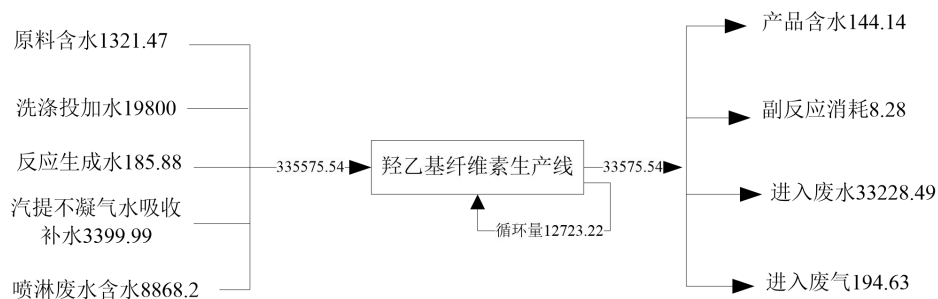 原料含水1321.47
洗涤投加水19800
反应生成水185.88
汽提不凝气水吸收
补水3399.99
喷淋废水含水8868.2
335575.54
羟乙基纤维素生产线
循环量12723.22
33575.54
产品含水144.14
副反应消耗8.28
进入废水33228.49
进入废气194.63